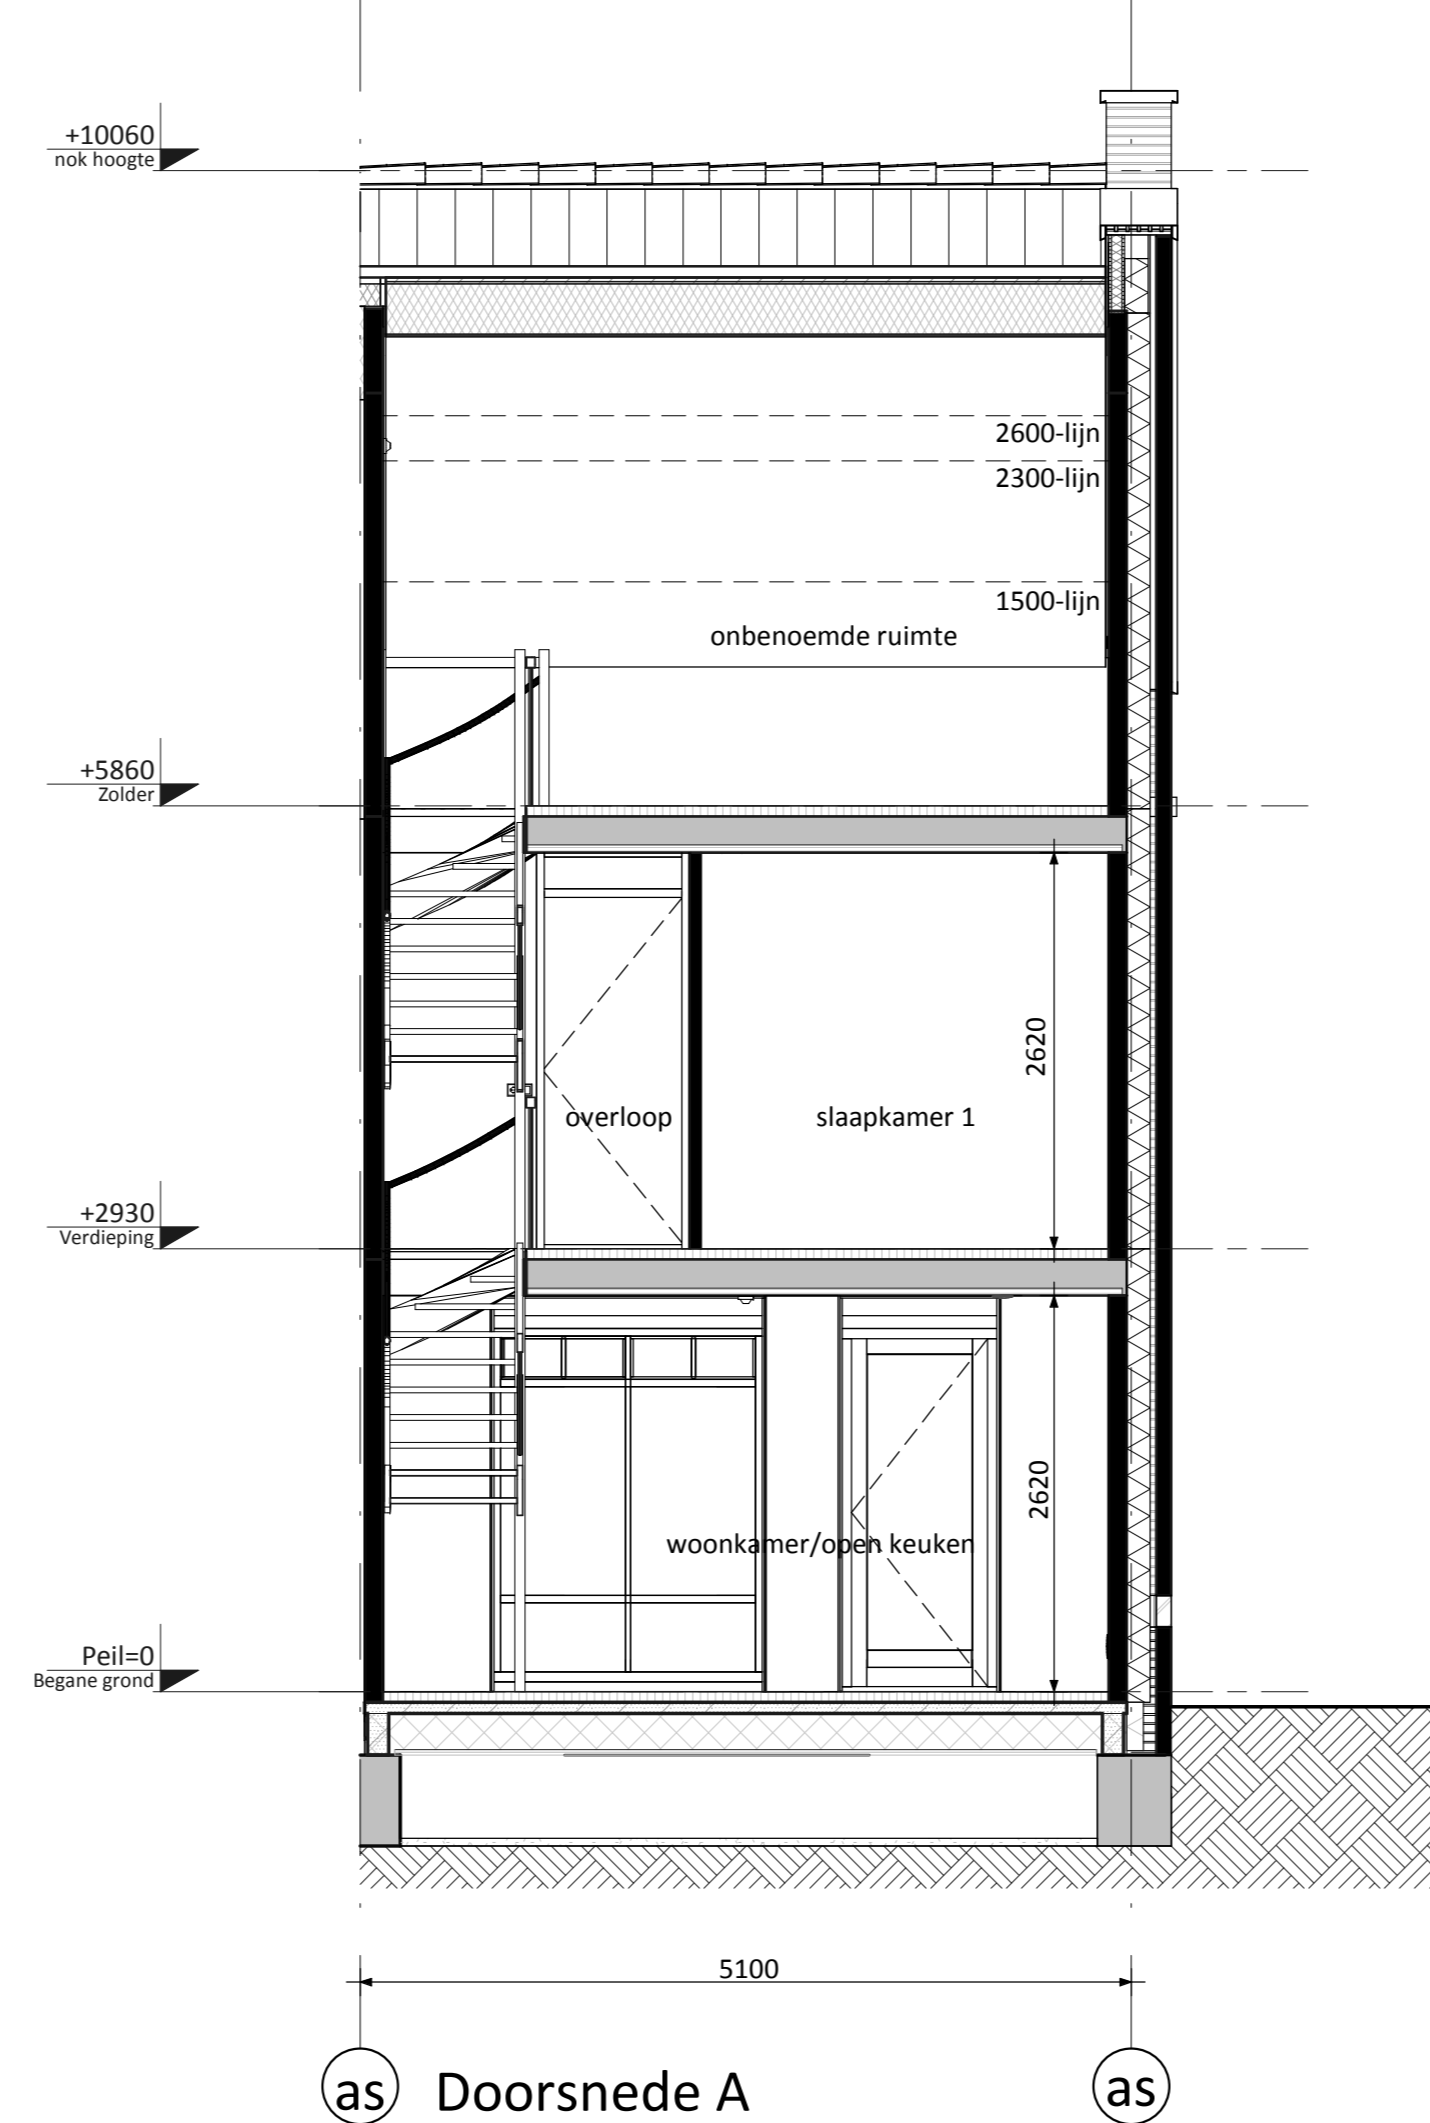 +10060
nok hoogte
2600-lijn
2300-lijn
1500-lijn
onbenoemde ruimte
+5860
Zolder
2620
overloop
slaapkamer 1
+2930
Verdieping
2620
woonkamer/open keuken
Peil=0
Begane grond
5100
as
Doorsnede A
as